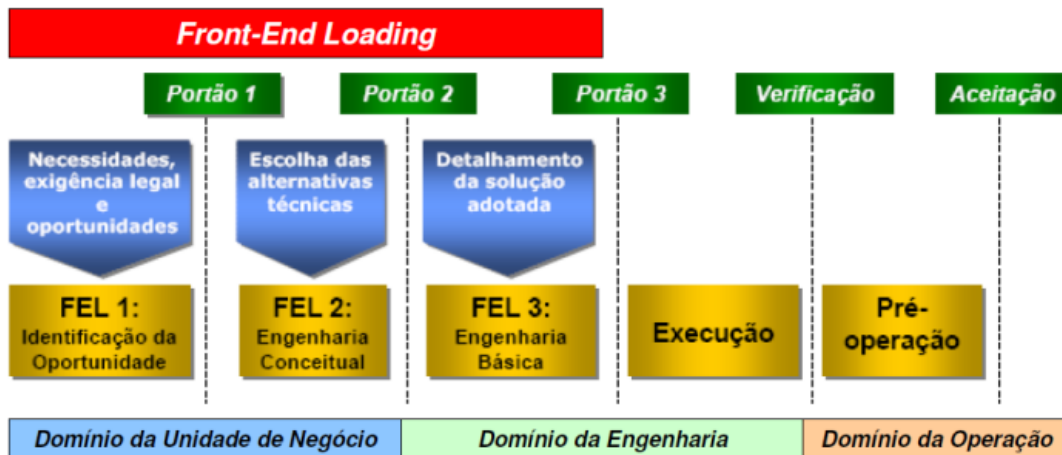 Front-End Loading
Portão 1
Portão 2
Portão 3
Verificação
Aceitação
Necessidades,
exigência legal
e
oportunidades
Escolha das
alternativas
técnicas
Detalhamento
da solução
adotada
FEL 1:
Identificação da
Oportunidade
FEL 2:
Engenharia
Conceitual
FEL 3:
Engenharia
Básica
Execução
Pré-
operação
Domínio da Unidade de Negócio
Domínio da Engenharia
Domínio da Operação